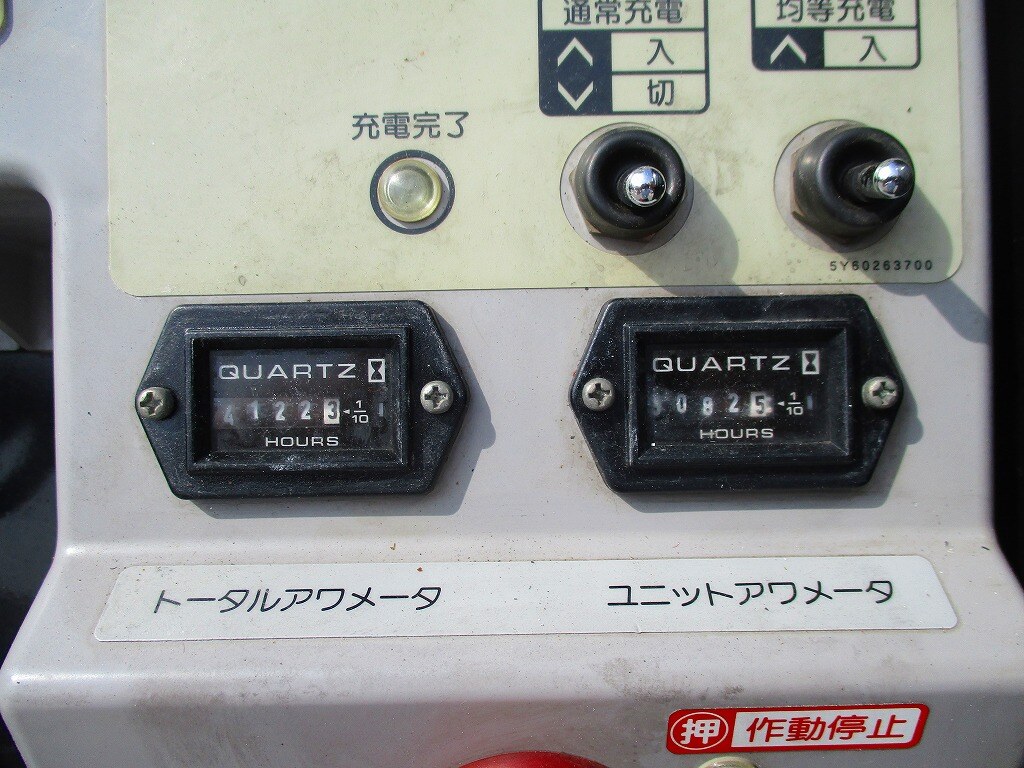 通常充電
入
切
均等充電
入
充電完了
5Y60263700
QUARTZ
41223 1/10
HOURS
QUARTZ
0825 1/10
HOURS
トータルアワメータ
ユニットアワメータ
押 作動停止